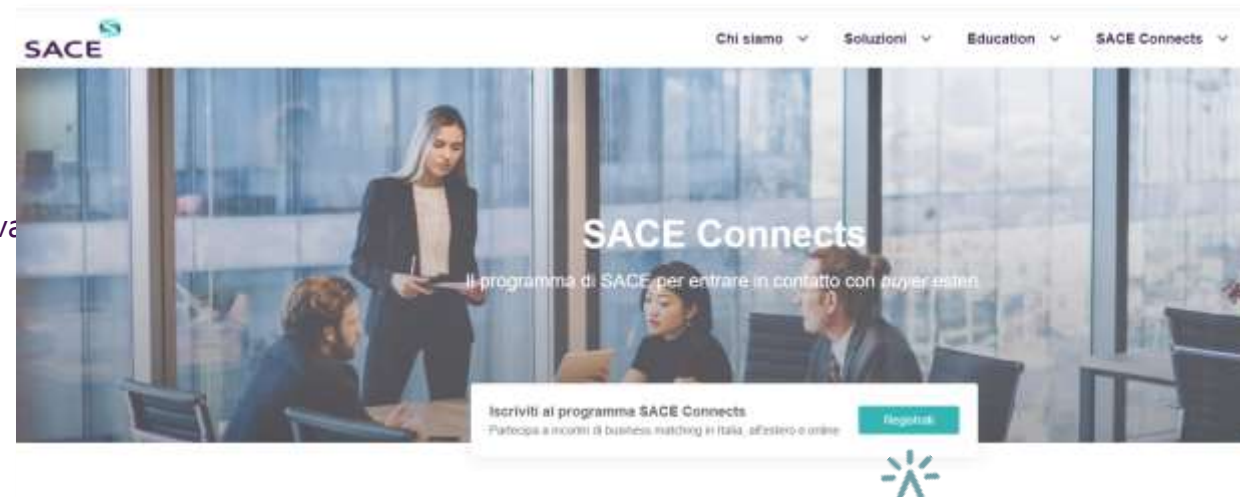 SACE
Chi siamo
Soluzioni
Education
SACE Connects
va
SACE Connects
Il programma di SACE per entrare in contatto con buyer esteri
Iscriviti al programma SACE Connects
Registrati
Partecipa a incontri di business matching in Italia, all'estero e online